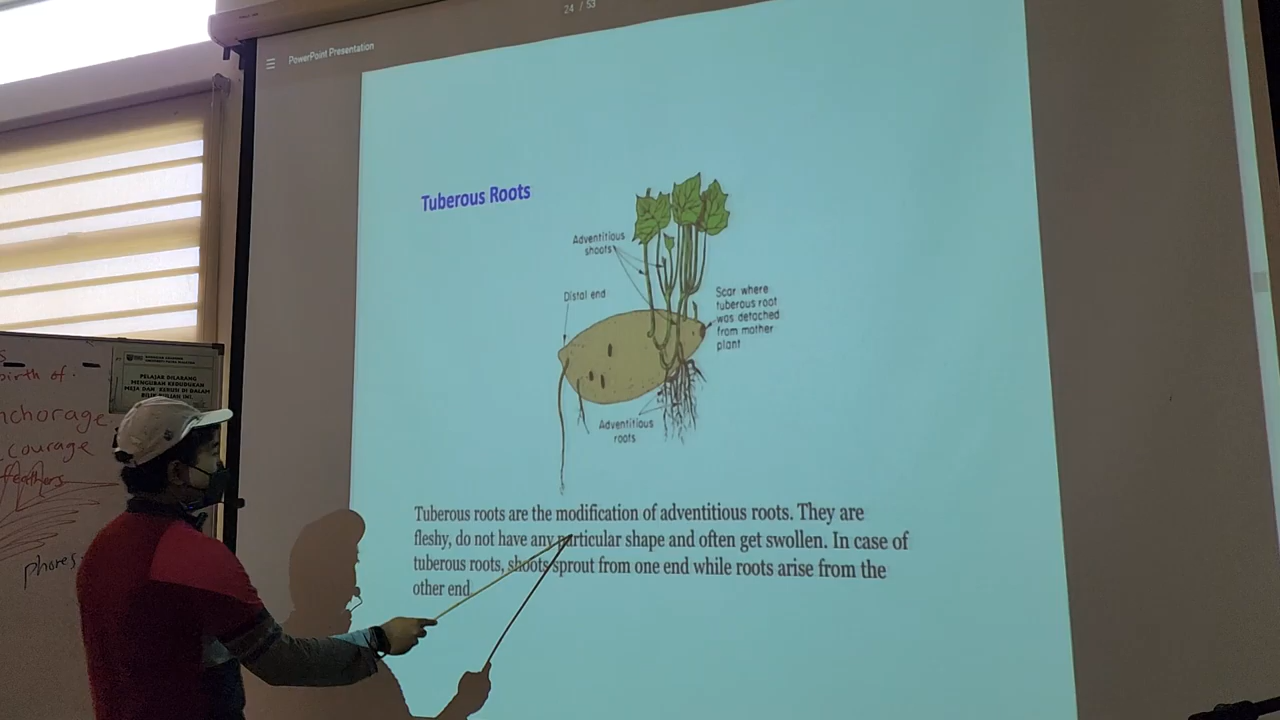 24 / 53
PowerPoint Presentation
Tuberous Roots
Adventitious
shoots
Distal end
Scar where
tuberous root
was detached
from mother
plant
Adventitious
roots
Tuberous roots are the modification of adventitious roots. They are
fleshy, do not have any particular shape and often get swollen. In case of
tuberous roots, shoots sprout from one end while roots arise from the
other end
birth of
nchorage
courage
feathers
phores
PELAJAR DILARANG
MENGUBAH KEDUDUKAN
MEJA DAN KERUSI DI DALAM
BILIK KULIAH INI.